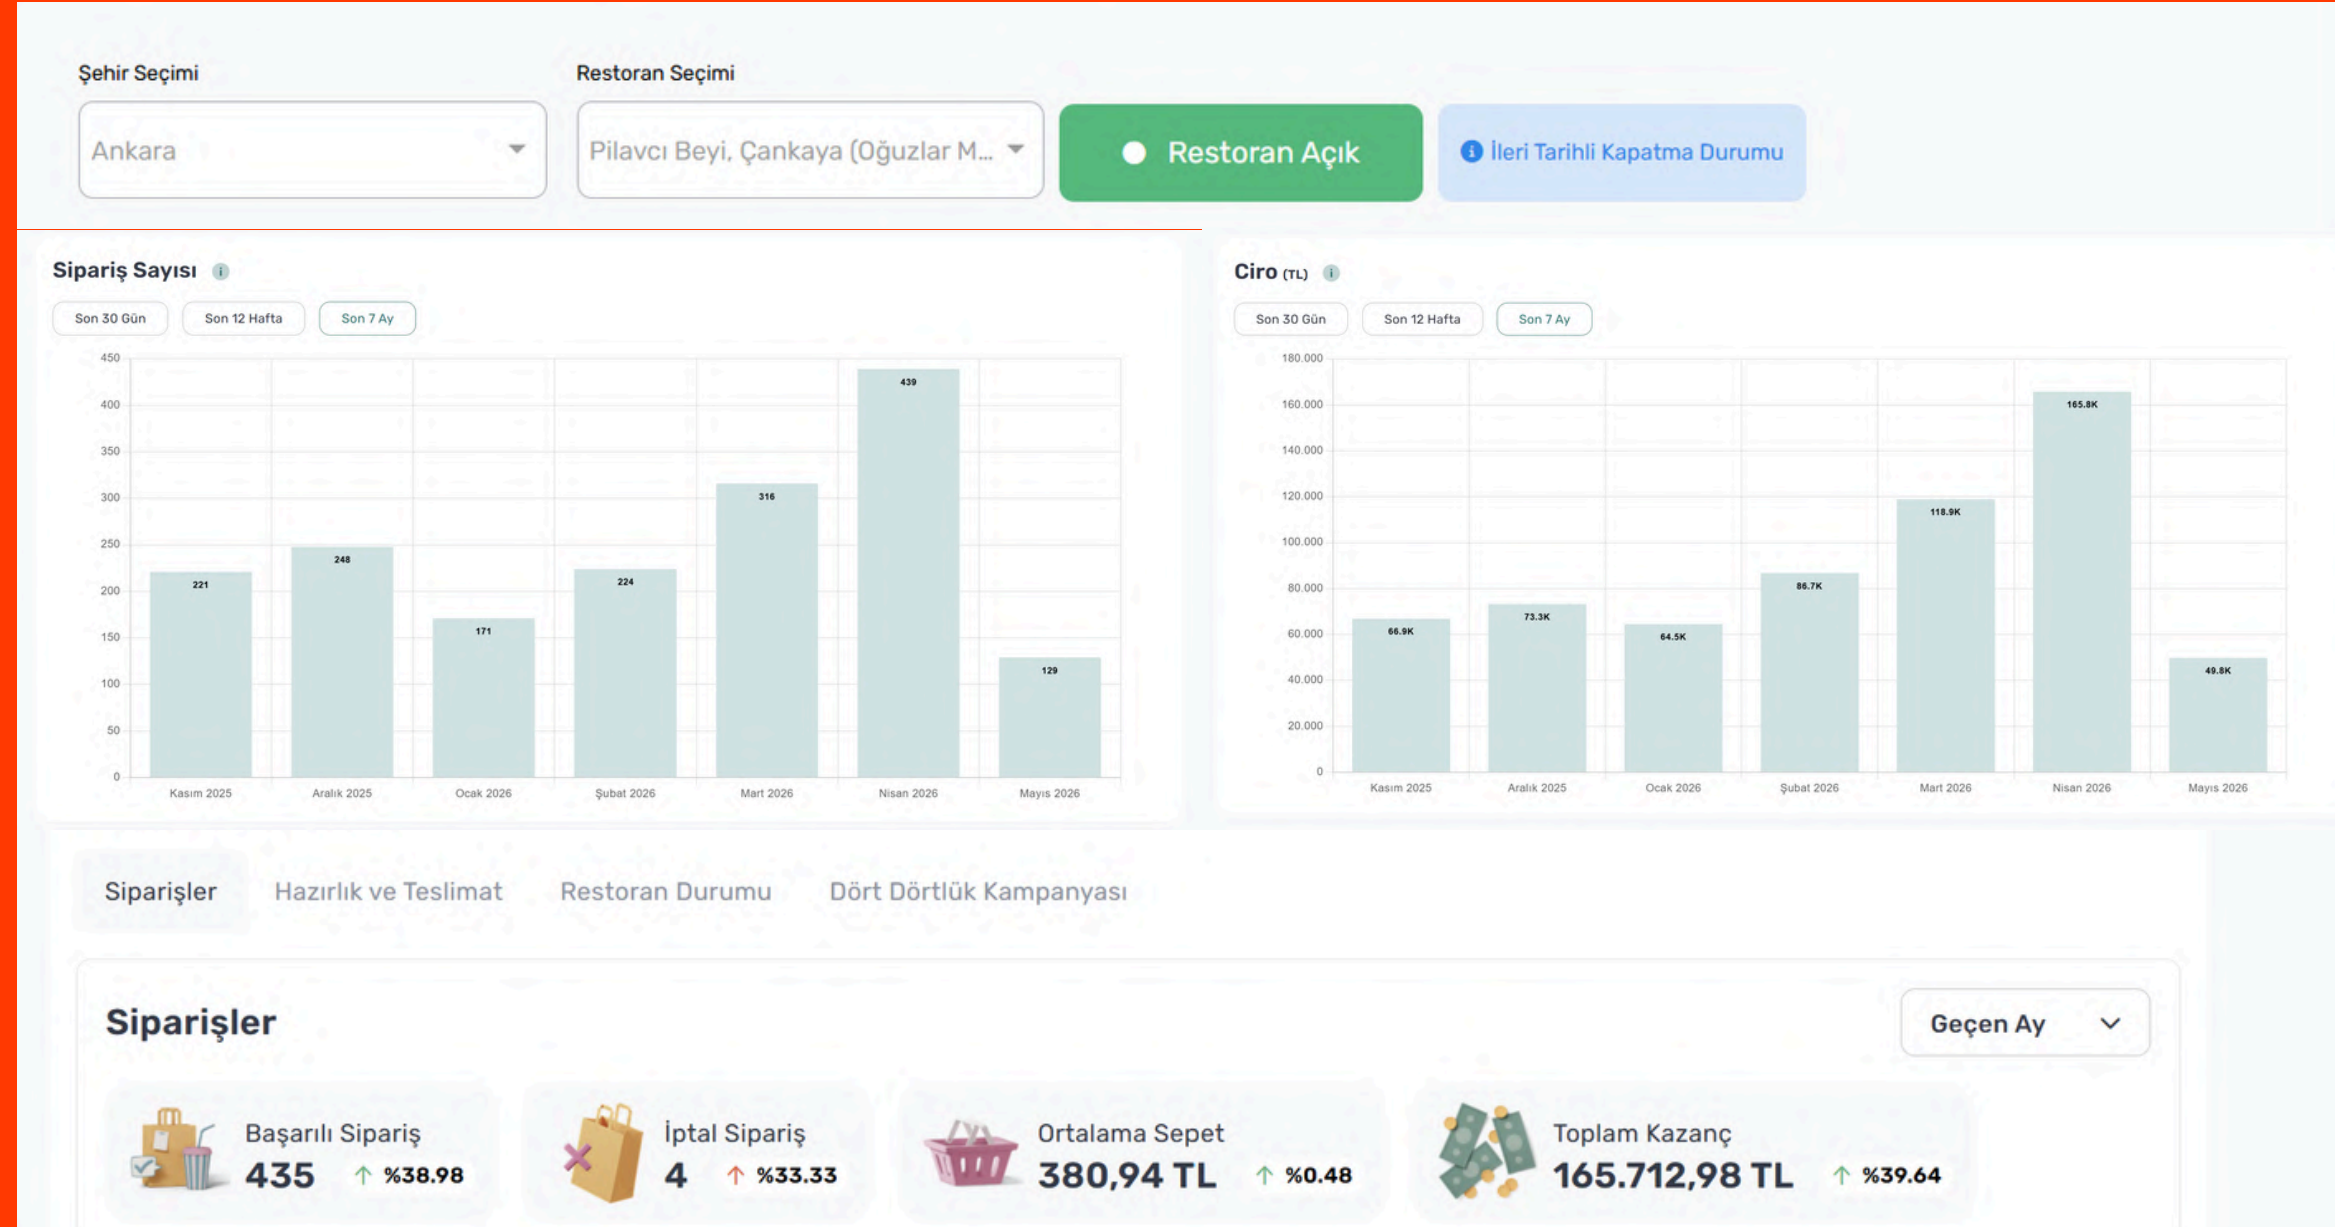 Şehir Seçimi
Restoran Seçimi
Ankara
Pilavcı Beyi, Çankaya (Oğuzlar M...
Restoran Açık
İleri Tarihli Kapatma Durumu
Sipariş Sayısı
Son 30 Gün
Son 12 Hafta
Son 7 Ay
450
400
350
300
250
200
150
100
50
0
221
248
171
224
316
439
129
Kasım 2025
Aralık 2025
Ocak 2026
Şubat 2026
Mart 2026
Nisan 2026
Mayıs 2026
Ciro (TL)
Son 30 Gün
Son 12 Hafta
Son 7 Ay
180.000
160.000
140.000
120.000
100.000
80.000
60.000
40.000
20.000
0
66.9K
73.3K
64.5K
86.7K
118.9K
165.8K
49.8K
Kasım 2025
Aralık 2025
Ocak 2026
Şubat 2026
Mart 2026
Nisan 2026
Mayıs 2026
Siparişler
Hazırlık ve Teslimat
Restoran Durumu
Dört Dörtlük Kampanyası
Siparişler
Geçen Ay
Başarılı Sipariş
435 %38.98
İptal Sipariş
4 %33.33
Ortalama Sepet
380,94 TL %0.48
Toplam Kazanç
165.712,98 TL %39.64